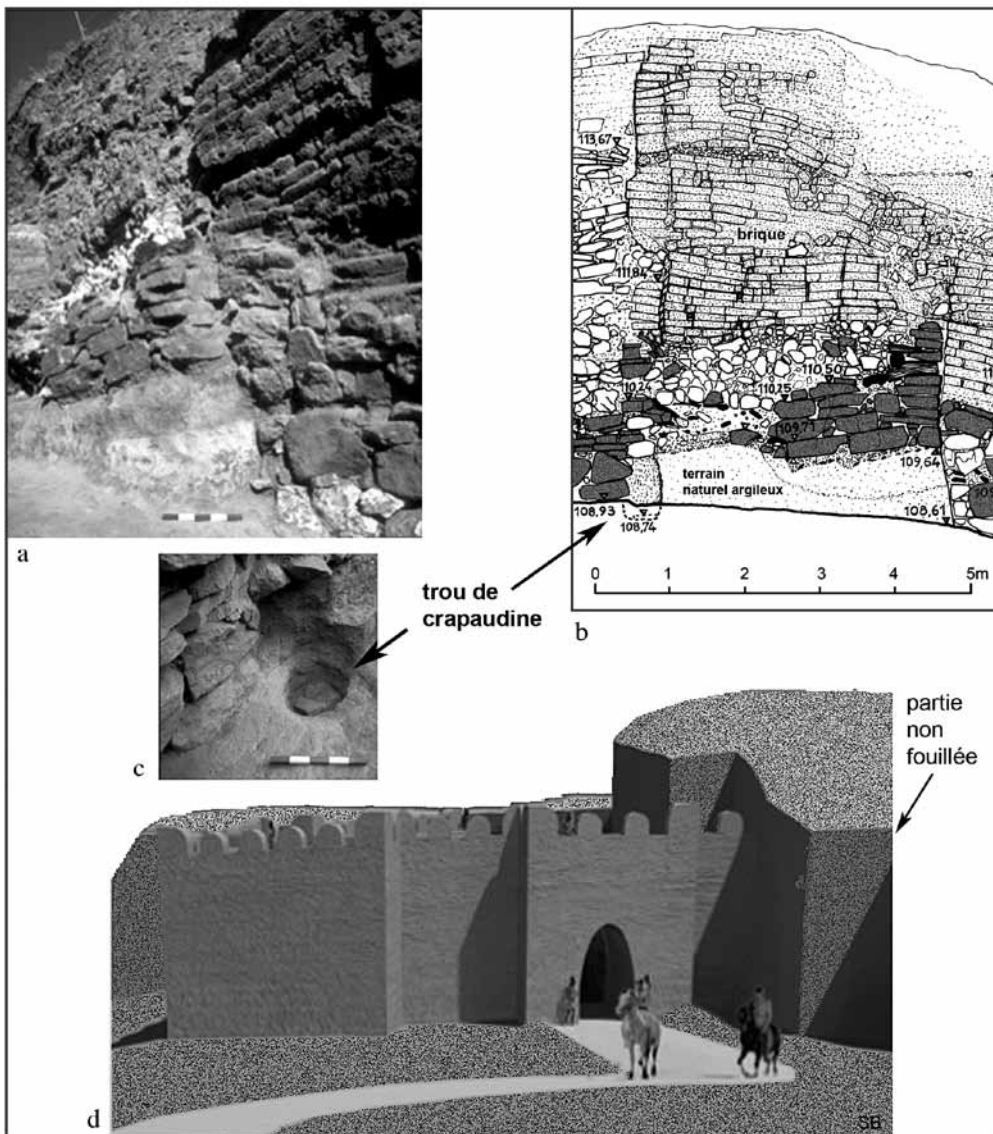 a
b
113,67
brique
111,84
110,24
110,50
110,25
109,71
109,64
terrain
naturel argileux
108,93
108,74
108,61
0 1 2 3 4 5m
trou de
crapaudine
c
partie
non
fouillée
d
SB